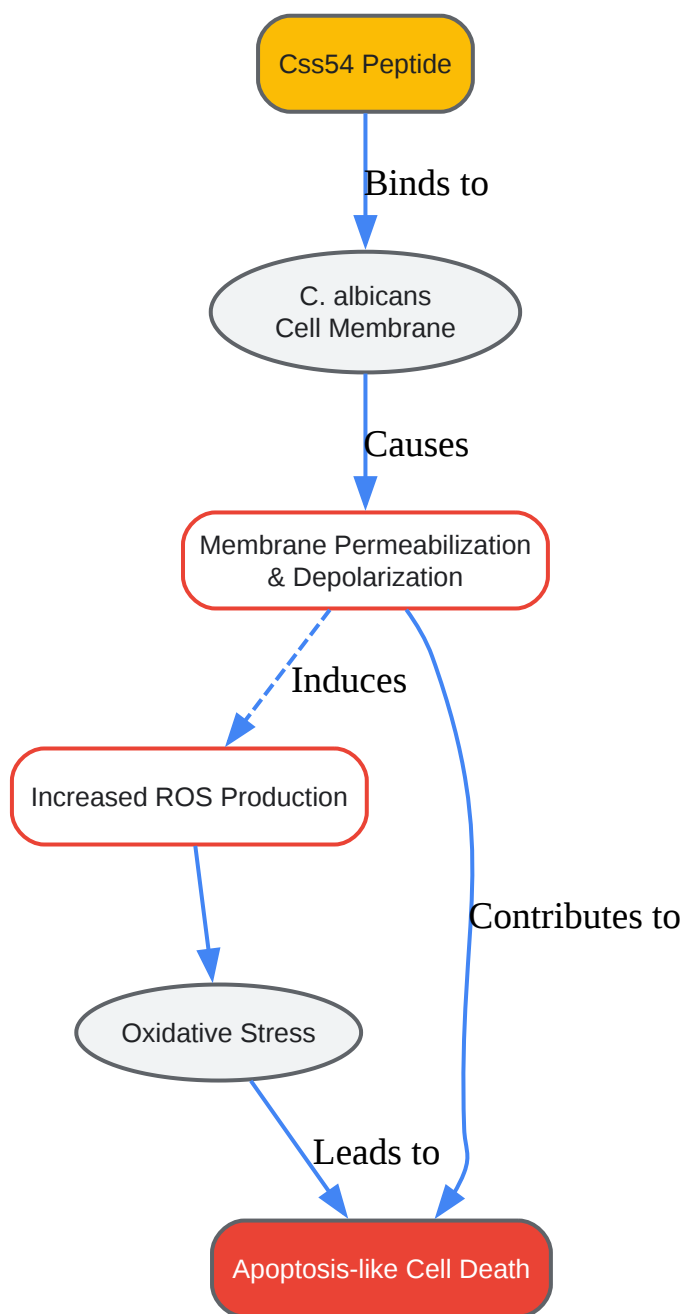 Css54 Peptide
Binds to
C. albicans
Cell Membrane
Causes
Membrane Permeabilization
& Depolarization
Induces
Increased ROS Production
Contributes to
Oxidative Stress
Leads to
Apoptosis-like Cell Death